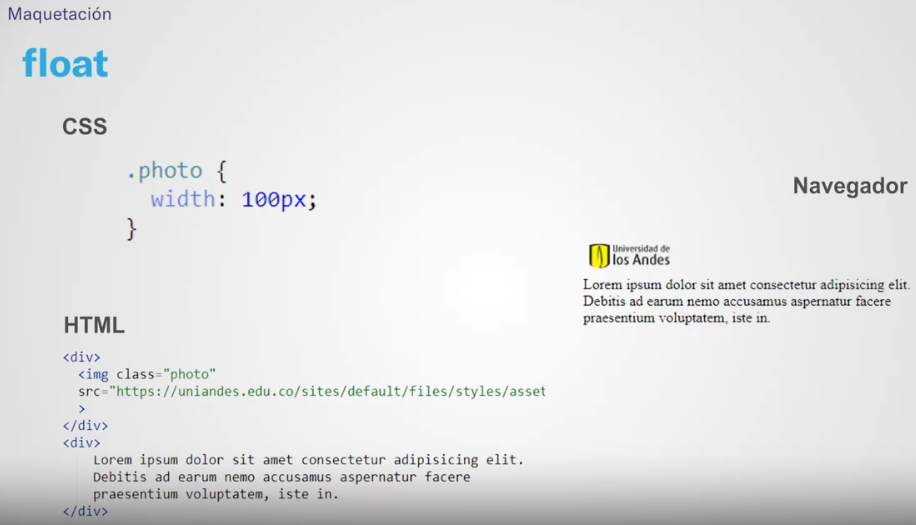 Maquetación
float
CSS
.photo {
  width: 100px;
}
HTML
<div>
  <img class="photo"
  src="https://uniandes.edu.co/sites/default/files/styles/asset
  >
</div>
<div>
    Lorem ipsum dolor sit amet consectetur adipisicing elit.
    Debitis ad earum nemo accusamus aspernatur facere
    praesentium voluptatem, iste in.
</div>
Navegador
Universidad de
los Andes
Lorem ipsum dolor sit amet consectetur adipisicing elit.
Debitis ad earum nemo accusamus aspernatur facere
praesentium voluptatem, iste in.